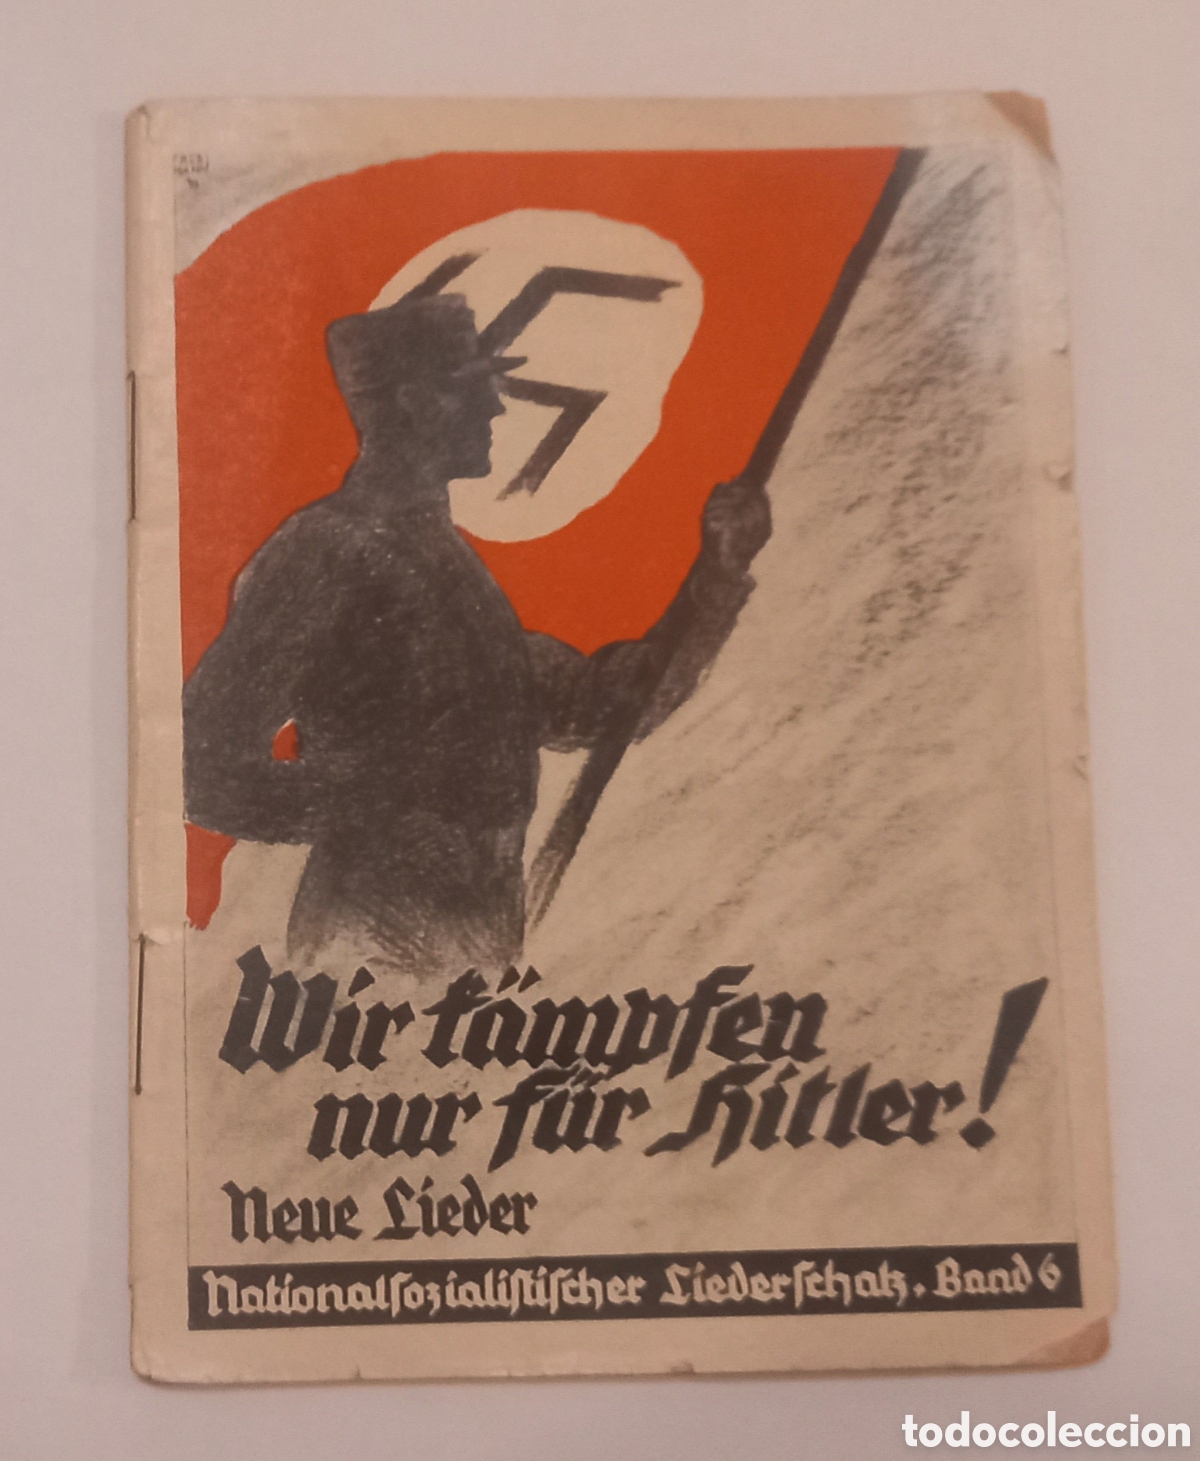 Wir kämpfen
nur für Hitler!
Neue Lieder
Nationalsozialistischer Liederschatz. Band 6
todocoleccion